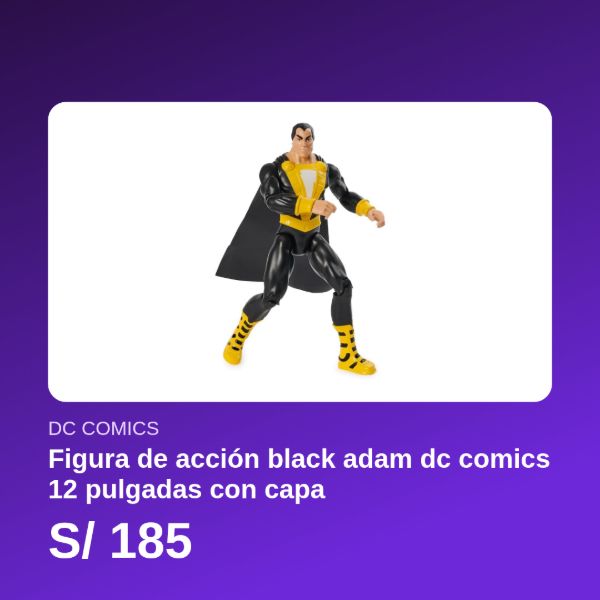 DC COMICS
Figura de acción black adam dc comics
12 pulgadas con capa
S/ 185